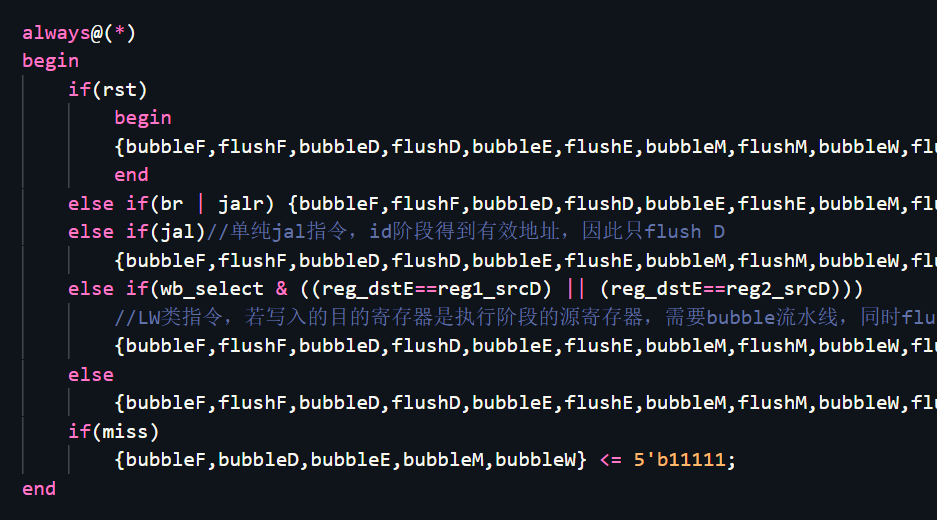 always@(*)
begin
if(rst)
begin
{bubbleF,flushF,bubbleD,flushD,bubbleE,flushE,bubbleM,flushM,bubbleW,flu
end
else if(br | jalr) {bubbleF,flushF,bubbleD,flushD,bubbleE,flushE,bubbleM,flu
else if(jal)//单纯jal指令，id阶段得到有效地址，因此只flush D
{bubbleF,flushF,bubbleD,flushD,bubbleE,flushE,bubbleM,flushM,bubbleW,flu
else if(wb_select & ((reg_dstE==reg1_srcD) || (reg_dstE==reg2_srcD)))
//LW类指令，若写入的目的寄存器是执行阶段的源寄存器，需要bubble流水线，同时flu
{bubbleF,flushF,bubbleD,flushD,bubbleE,flushE,bubbleM,flushM,bubbleW,flu
else
{bubbleF,flushF,bubbleD,flushD,bubbleE,flushE,bubbleM,flushM,bubbleW,flu
if(miss)
{bubbleF,bubbleD,bubbleE,bubbleM,bubbleW} <= 5'b11111;
end